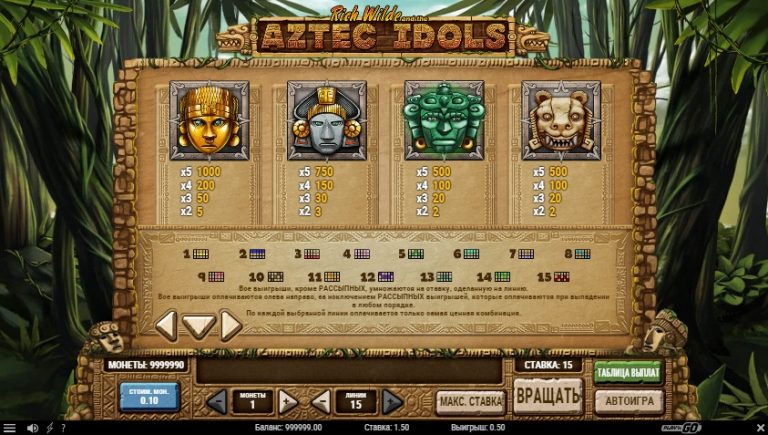 Rich Wilde and the
AZTEC IDOLS
x5 1000
x4 200
x3 50
x2 5
x5 750
x4 150
x3 30
x2 3
x5 500
x4 100
x3 20
x2 2
x5 500
x4 100
x3 20
x2 2
1 2 3 4 5 6 7 8
9 10 11 12 13 14 15
Все выигрыши, кроме РАССЫПНЫХ, умножаются на ставку, сделанную на линию.
Все выигрыши оплачиваются слева направо, за исключением РАССЫПНЫХ выигрышей, которые оплачиваются при выпадении
в любом порядке.
По каждой выбранной линии оплачивается только самая ценная комбинация.
МОНЕТЫ: 9999990
СТАВКА: 15
ТАБЛИЦА ВЫПЛАТ
СТОИМ. МОН.
0.10
МОНЕТЫ
1
ЛИНИИ
15
МАКС. СТАВКА
ВРАЩАТЬ
АВТОИГРА
? Баланс: 999999.00 Ставка: 1.50 Выигрыш: 0.50 PLAY'N GO